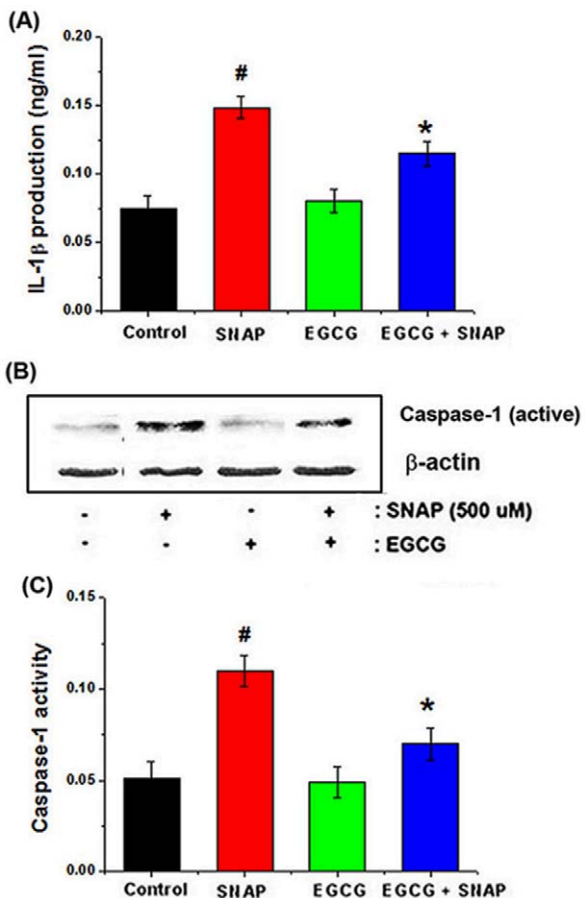 (A)
IL-1β production (ng/ml)
0.20
0.15
0.10
0.05
0.00
#
*
Control SNAP EGCG EGCG + SNAP
(B)
Caspase-1 (active)
β-actin
- + - + : SNAP (500 uM)
- - + + : EGCG
(C)
Caspase-1 activity
0.15
0.10
0.05
0.00
#
*
Control SNAP EGCG EGCG + SNAP